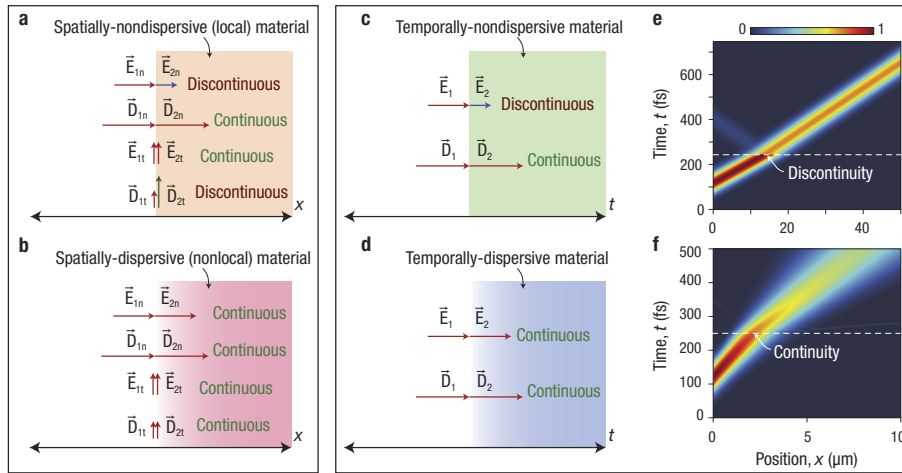 a
Spatially-nondispersive (local) material
E⃗1n E⃗2n Discontinuous
D⃗1n D⃗2n Continuous
E⃗1t E⃗2t Continuous
D⃗1t D⃗2t Discontinuous
x
b
Spatially-dispersive (nonlocal) material
E⃗1n E⃗2n Continuous
D⃗1n D⃗2n Continuous
E⃗1t E⃗2t Continuous
D⃗1t D⃗2t Continuous
x
c
Temporally-nondispersive material
E⃗1 E⃗2 Discontinuous
D⃗1 D⃗2 Continuous
t
d
Temporally-dispersive material
E⃗1 E⃗2 Continuous
D⃗1 D⃗2 Continuous
t
e
0 1
Time, t (fs)
600
400
200
0
Discontinuity
0 20 40
f
Time, t (fs)
500
400
300
200
100
0
Continuity
0 5 10
Position, x (µm)